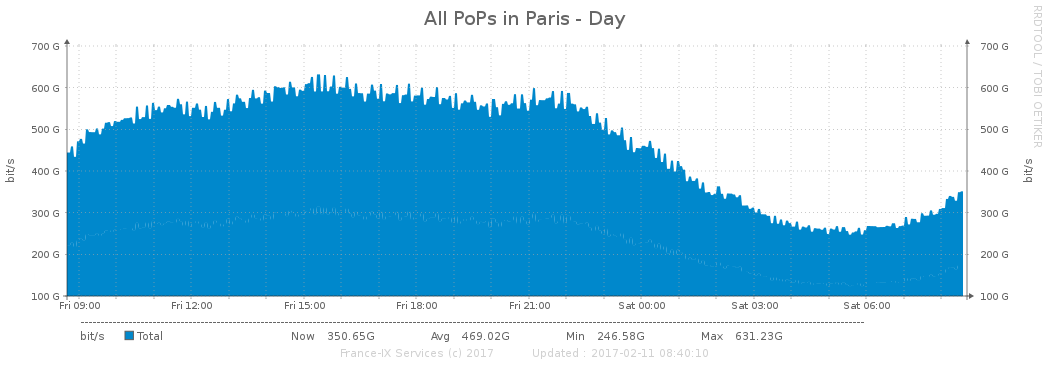 All PoPs in Paris - Day
RRDTOOL / TOBI OETIKER
bit/s
700 G
600 G
500 G
400 G
300 G
200 G
100 G
700 G
600 G
500 G
400 G
300 G
200 G
100 G
bit/s
Fri 09:00 Fri 12:00 Fri 15:00 Fri 18:00 Fri 21:00 Sat 00:00 Sat 03:00 Sat 06:00
bit/s Total Now 350.65G Avg 469.02G Min 246.58G Max 631.23G
France-IX Services (c) 2017 Updated : 2017-02-11 08:40:10